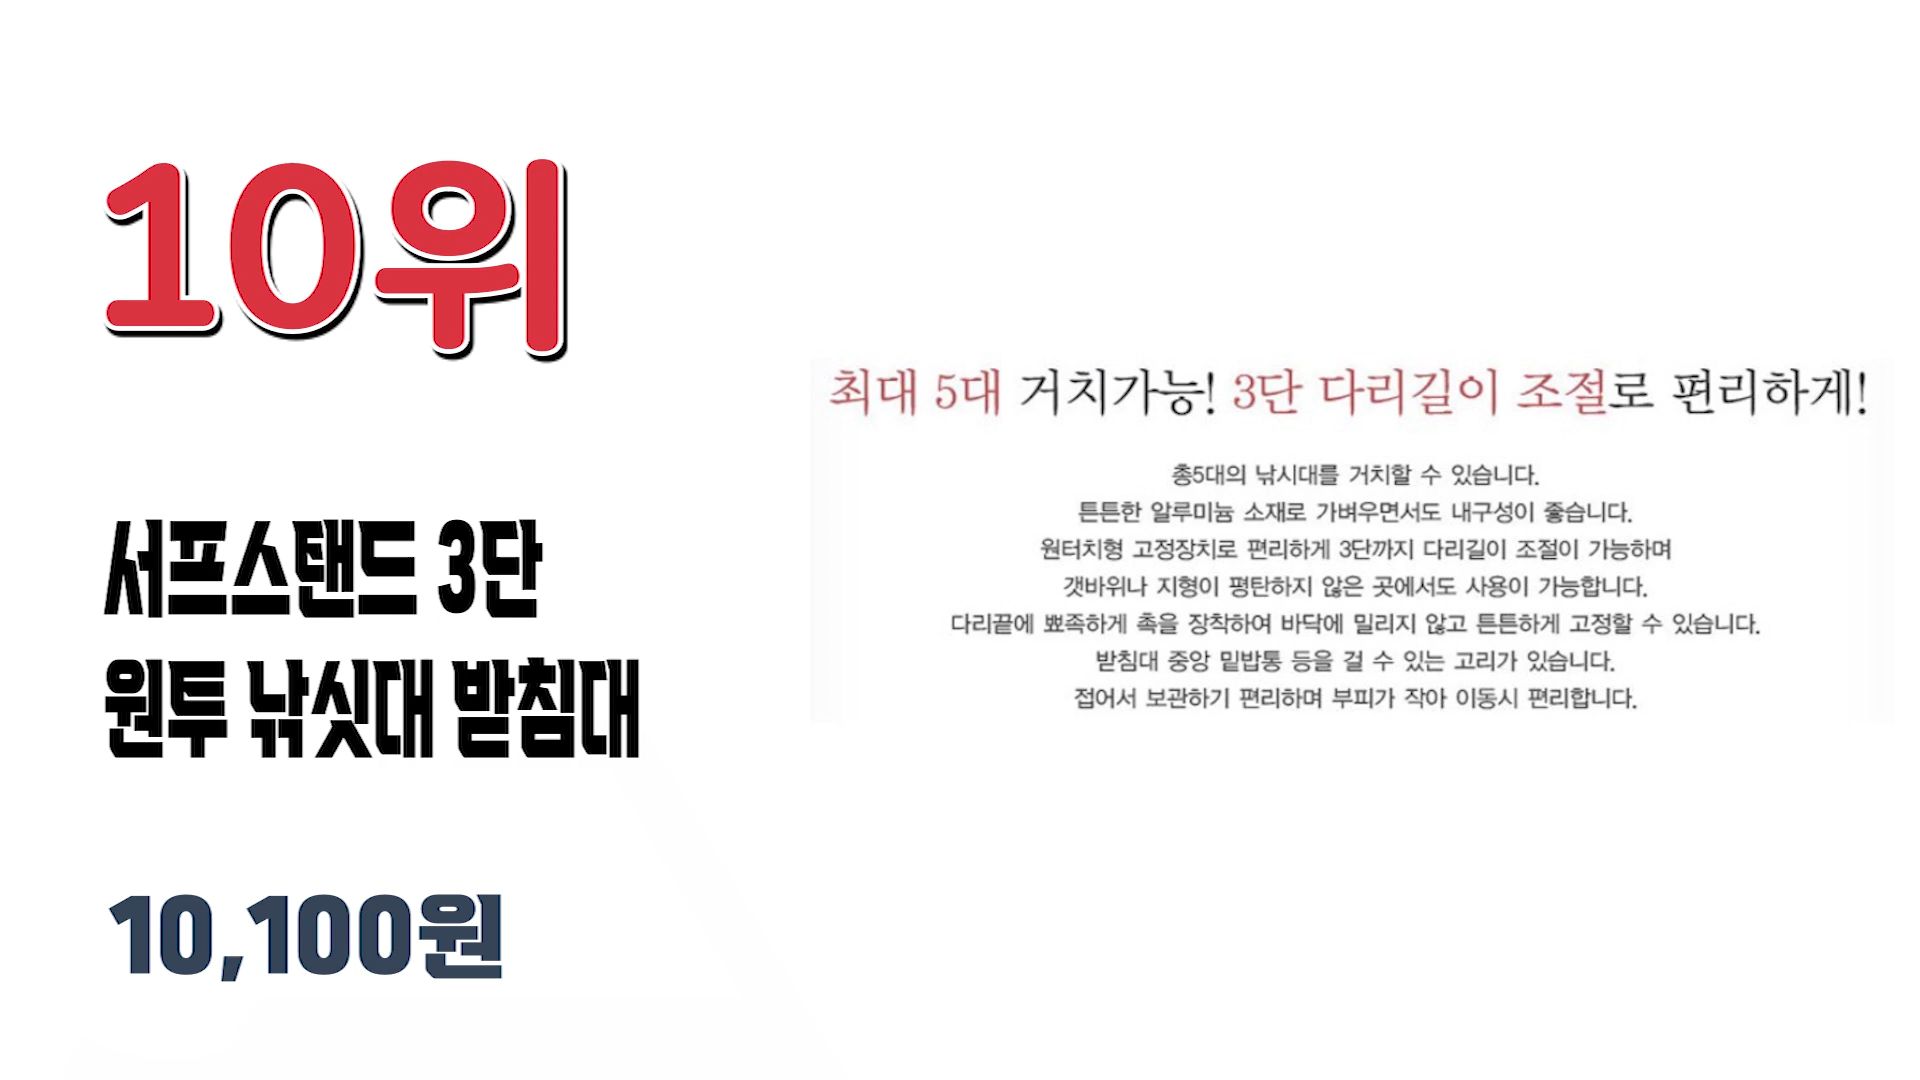 10위
서프스탠드 3단
원투 낚싯대 받침대
10,100원
최대 5대 거치가능! 3단 다리길이 조절로 편리하게!
총5대의 낚시대를 거치할 수 있습니다.
튼튼한 알루미늄 소재로 가벼우면서도 내구성이 좋습니다.
원터치형 고정장치로 편리하게 3단까지 다리길이 조절이 가능하며
갯바위나 지형이 평탄하지 않은 곳에서도 사용이 가능합니다.
다리끝에 뾰족하게 촉을 장착하여 바닥에 밀리지 않고 튼튼하게 고정할 수 있습니다.
받침대 중앙 밑밥통 등을 걸 수 있는 고리가 있습니다.
접어서 보관하기 편리하며 부피가 작아 이동시 편리합니다.